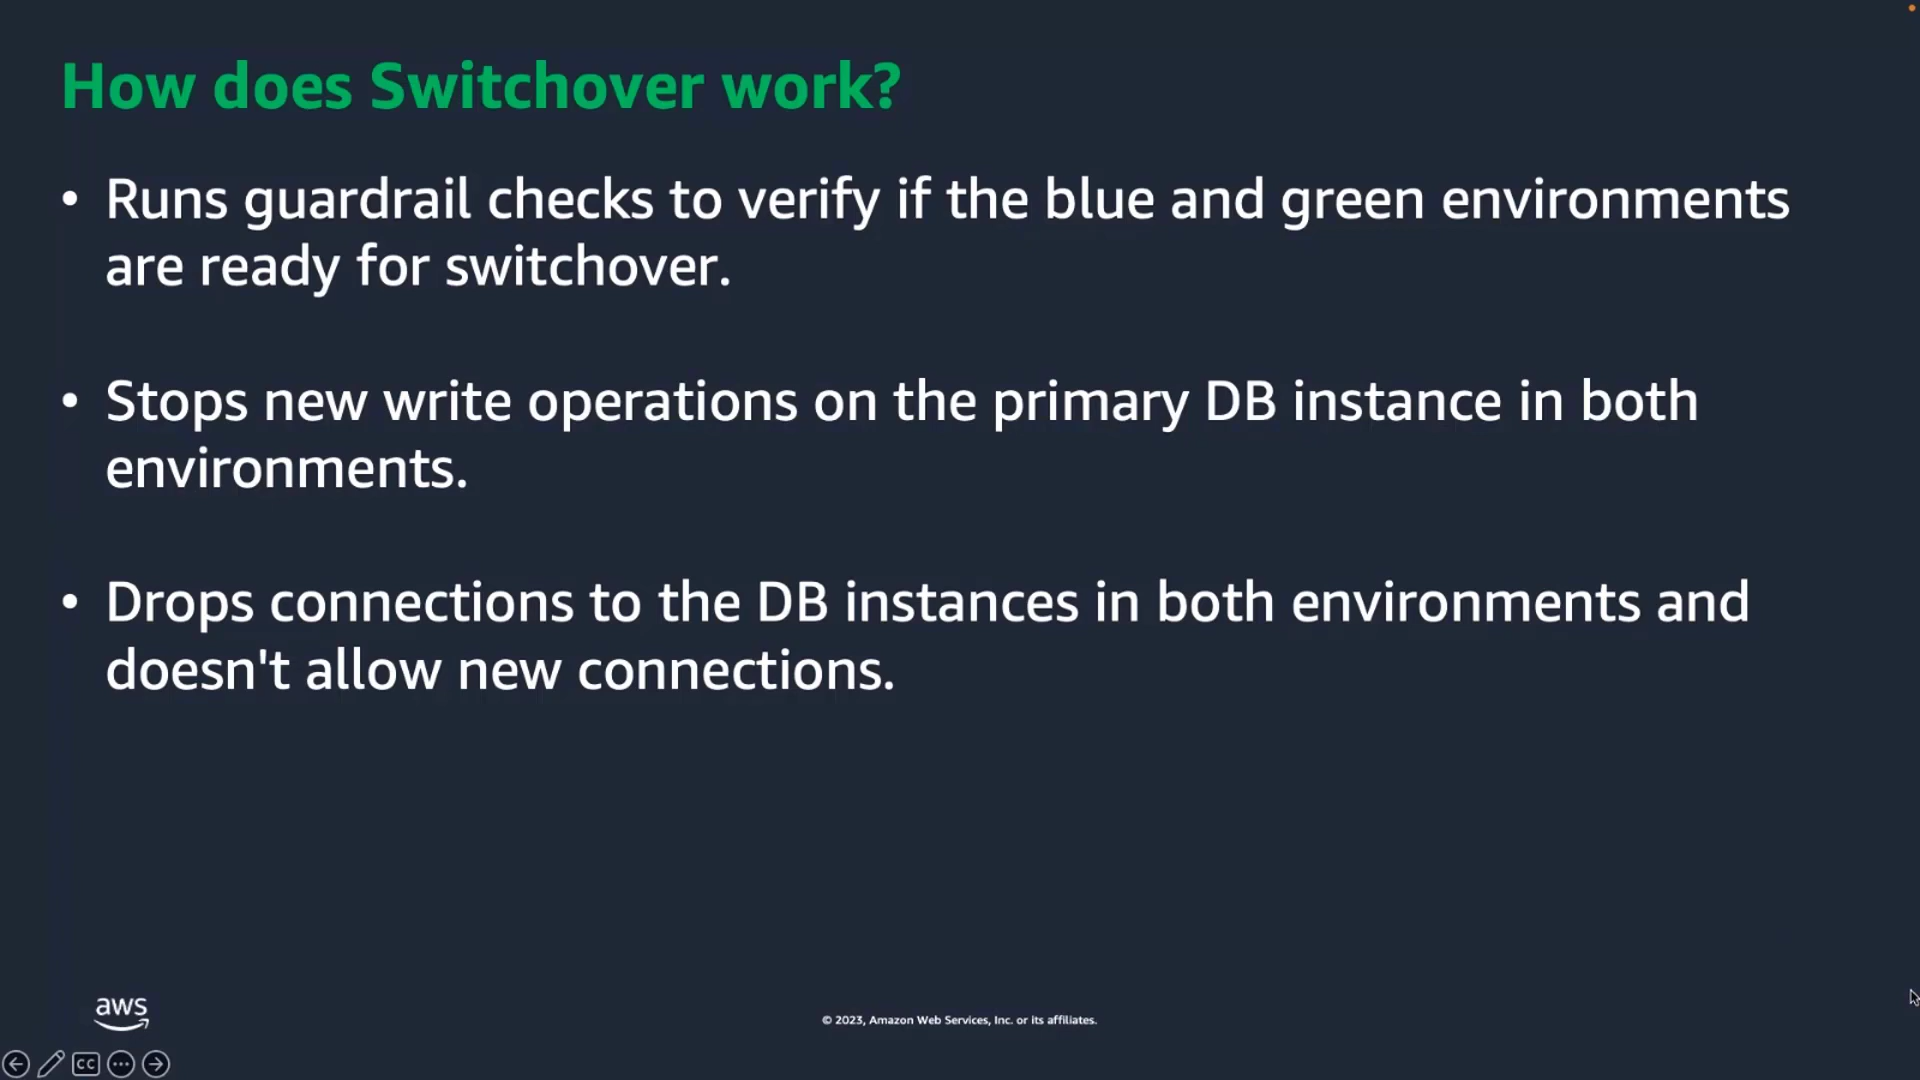 How does Switchover work?
• Runs guardrail checks to verify if the blue and green environments
are ready for switchover.
• Stops new write operations on the primary DB instance in both
environments.
• Drops connections to the DB instances in both environments and
doesn't allow new connections.
aws
© 2023, Amazon Web Services, Inc. or its affiliates.
CC